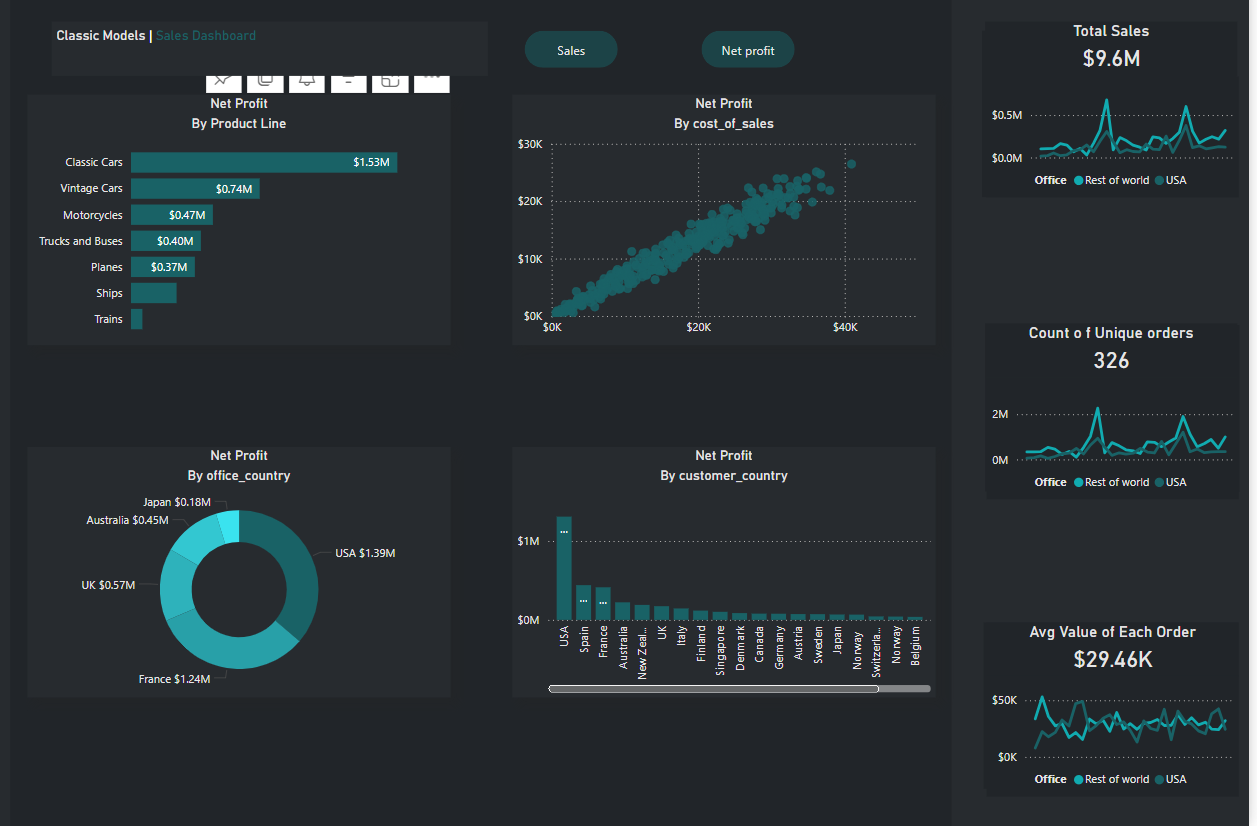 Classic Models | Sales Dashboard
Sales
Net profit
Net Profit
By Product Line
Classic Cars $1.53M
Vintage Cars $0.74M
Motorcycles $0.47M
Trucks and Buses $0.40M
Planes $0.37M
Ships
Trains
Net Profit
By cost_of_sales
$30K
$20K
$10K
$0K
$0K $20K $40K
Net Profit
By office_country
Japan $0.18M
Australia $0.45M
USA $1.39M
UK $0.57M
France $1.24M
Net Profit
By customer_country
$1M
$0M
...
...
...
USA
Spain
France
Australia
New Zeal...
UK
Italy
Finland
Singapore
Denmark
Canada
Germany
Austria
Sweden
Japan
Norway
Switzerla...
Norway
Belgium
Total Sales
$9.6M
$0.5M
$0.0M
Office Rest of world USA
Count o f Unique orders
326
2M
0M
Office Rest of world USA
Avg Value of Each Order
$29.46K
$50K
$0K
Office Rest of world USA